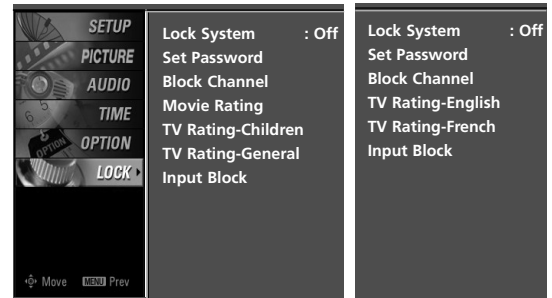 SETUP
PICTURE
AUDIO
TIME
OPTION
LOCK
Move MENU Prev
Lock System : Off
Set Password
Block Channel
Movie Rating
TV Rating-Children
TV Rating-General
Input Block
Lock System : Off
Set Password
Block Channel
TV Rating-English
TV Rating-French
Input Block